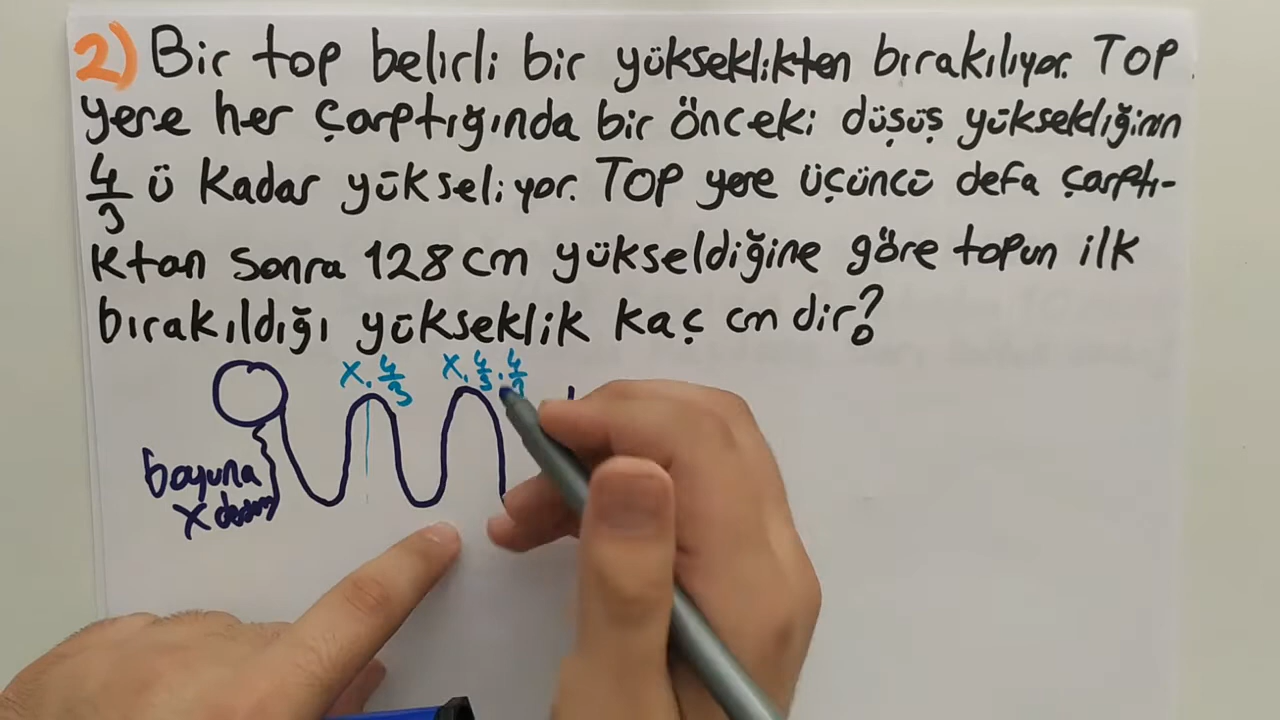 2) Bir top belirli bir yükseklikten bırakılıyor. TOP
yere her çarptığında bir önceki düşüş yüksekliğinin
4/3 ü kadar yükseliyor. TOP yere üçüncü defa çarptı-
ktan sonra 128 cm yükseldiğine göre topun ilk
bırakıldığı yükseklik kaç cm dir?
x. 4/3 x. 4/3 . 4/3
boyuna
x desem